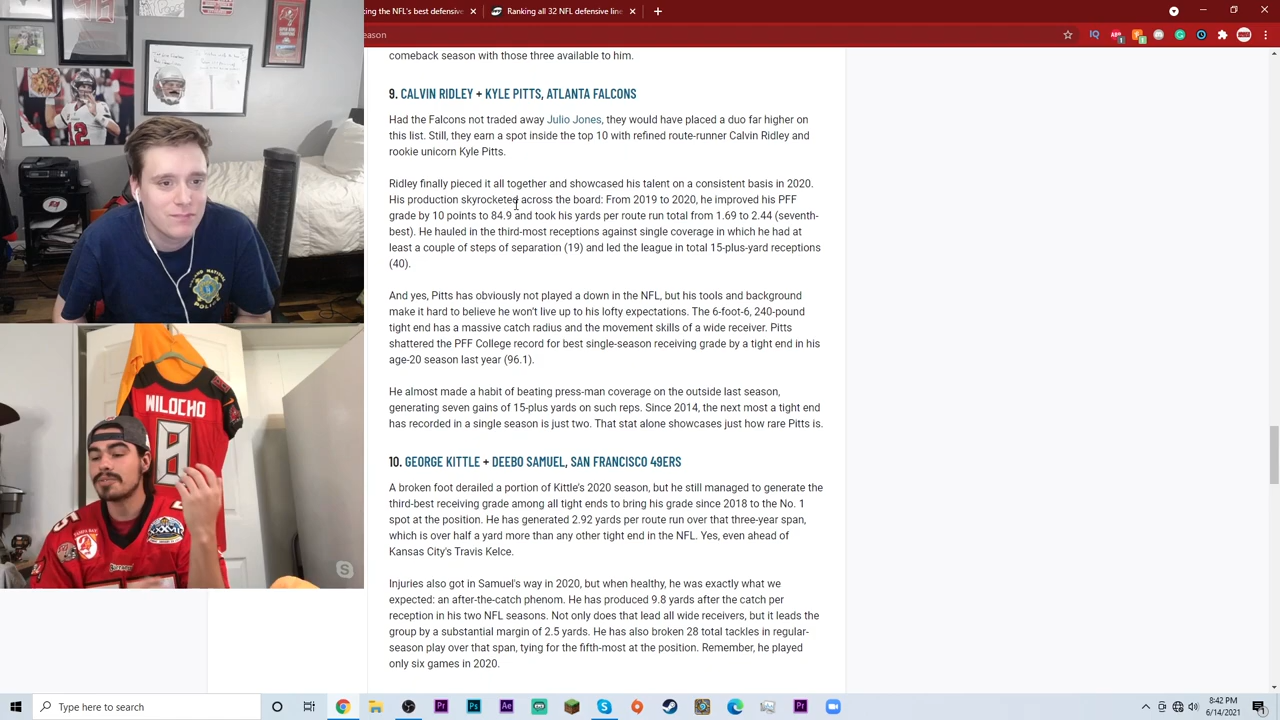 king the NFL's best defensive
Ranking all 32 NFL defensive line
eason
comeback season with those three available to him.
9. CALVIN RIDLEY + KYLE PITTS, ATLANTA FALCONS
Had the Falcons not traded away Julio Jones, they would have placed a duo far higher on
this list. Still, they earn a spot inside the top 10 with refined route-runner Calvin Ridley and
rookie unicorn Kyle Pitts.
Ridley finally pieced it all together and showcased his talent on a consistent basis in 2020.
His production skyrocketed across the board: From 2019 to 2020, he improved his PFF
grade by 10 points to 84.9 and took his yards per route run total from 1.69 to 2.44 (seventh-
best). He hauled in the third-most receptions against single coverage in which he had at
least a couple of steps of separation (19) and led the league in total 15-plus-yard receptions
(40).
And yes, Pitts has obviously not played a down in the NFL, but his tools and background
make it hard to believe he won't live up to his lofty expectations. The 6-foot-6, 240-pound
tight end has a massive catch radius and the movement skills of a wide receiver. Pitts
shattered the PFF College record for best single-season receiving grade by a tight end in his
age-20 season last year (96.1).
He almost made a habit of beating press-man coverage on the outside last season,
generating seven gains of 15-plus yards on such reps. Since 2014, the next most a tight end
has recorded in a single season is just two. That stat alone showcases just how rare Pitts is.
10. GEORGE KITTLE + DEEBO SAMUEL, SAN FRANCISCO 49ERS
A broken foot derailed a portion of Kittle's 2020 season, but he still managed to generate the
third-best receiving grade among all tight ends to bring his grade since 2018 to the No. 1
spot at the position. He has generated 2.92 yards per route run over that three-year span,
which is over half a yard more than any other tight end in the NFL. Yes, even ahead of
Kansas City's Travis Kelce.
Injuries also got in Samuel's way in 2020, but when healthy, he was exactly what we
expected: an after-the-catch phenom. He has produced 9.8 yards after the catch per
reception in his two NFL seasons. Not only does that lead all wide receivers, but it leads the
group by a substantial margin of 2.5 yards. He has also broken 28 total tackles in regular-
season play over that span, tying for the fifth-most at the position. Remember, he played
only six games in 2020.
12
WILOCHO
8
XXXVII
POLICE
Type here to search
8:42 PM
6/14/2021